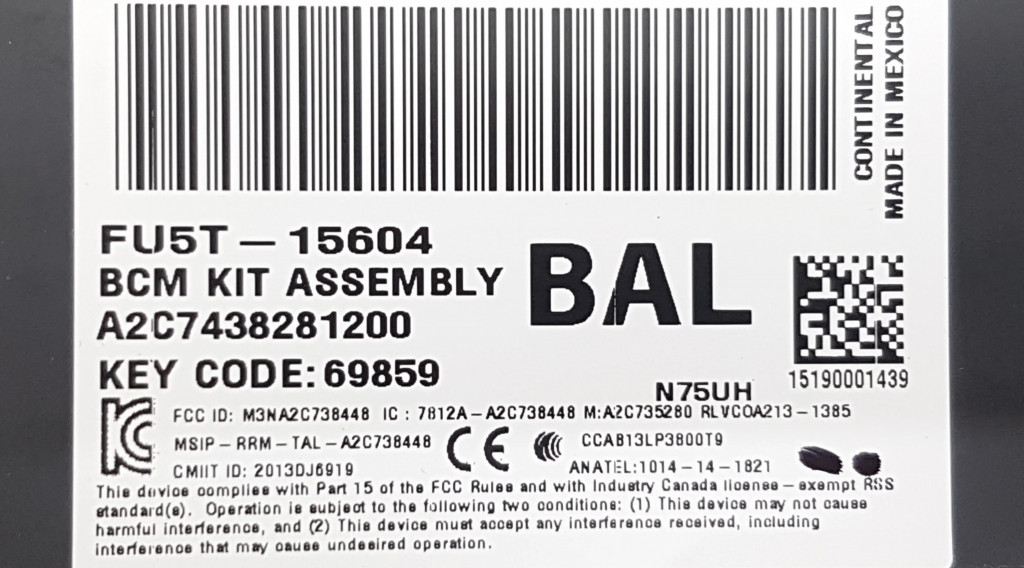 CONTINENTAL
MADE IN MEXICO
FU5T-15604
BCM KIT ASSEMBLY
BAL
A2C7438281200
KEY CODE:69859
N75UH
15190001439
FCC ID: M3NA2C738448 IC : 7812A-A2C738448 M:A2C735280 RLVCOA213-1385
MSIP-RRM-TAL-A2C738448 CE CCAB13LP3800T9
CMIIT ID: 2013DJ6919 ANATEL:1014-14-1821
This device complies with Part 15 of the FCC Rules and with Industry Canada license-exempt RSS
standard(s). Operation is subject to the following two conditions: (1) This device may not cause
harmful interference, and (2) This device must accept any interference received, including
interference that may cause undesired operation.